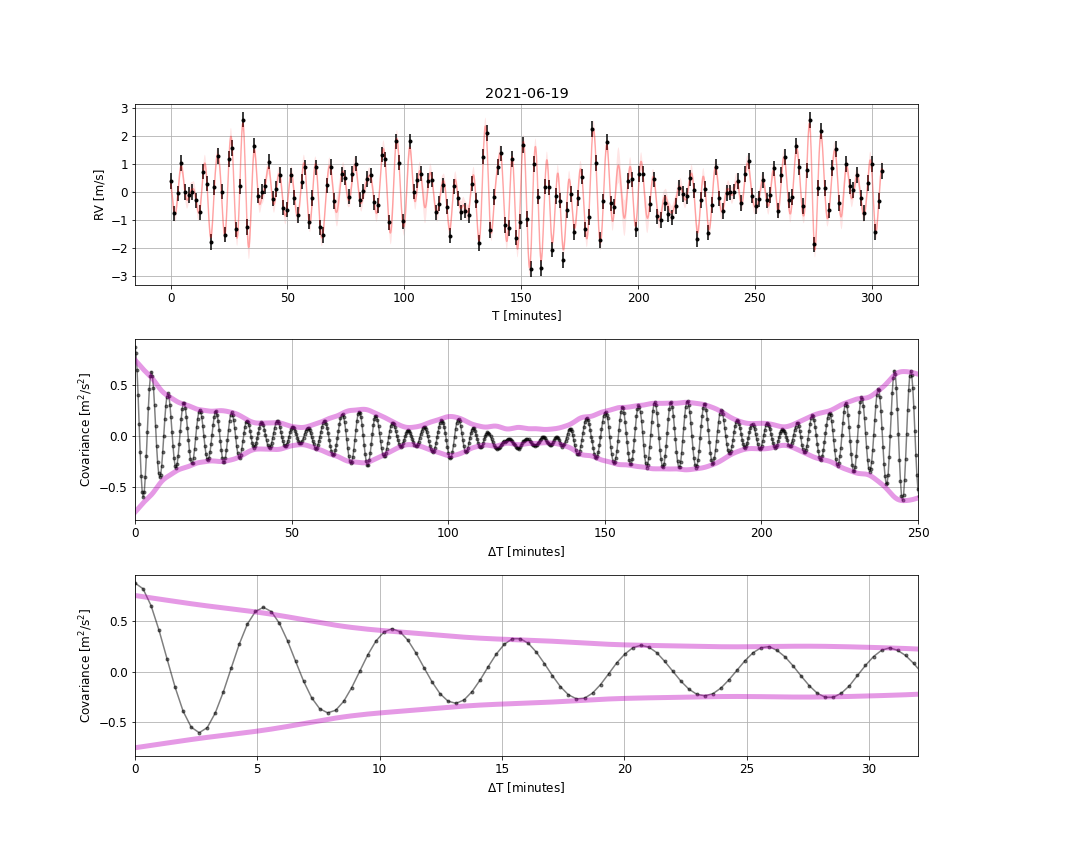 2021-06-19
3
2
1
0
−1
−2
−3
RV [m/s]
0 50 100 150 200 250 300
T [minutes]
0.5
0.0
−0.5
Covariance [m²/s²]
0 50 100 150 200 250
ΔT [minutes]
0.5
0.0
−0.5
Covariance [m²/s²]
0 5 10 15 20 25 30
ΔT [minutes]